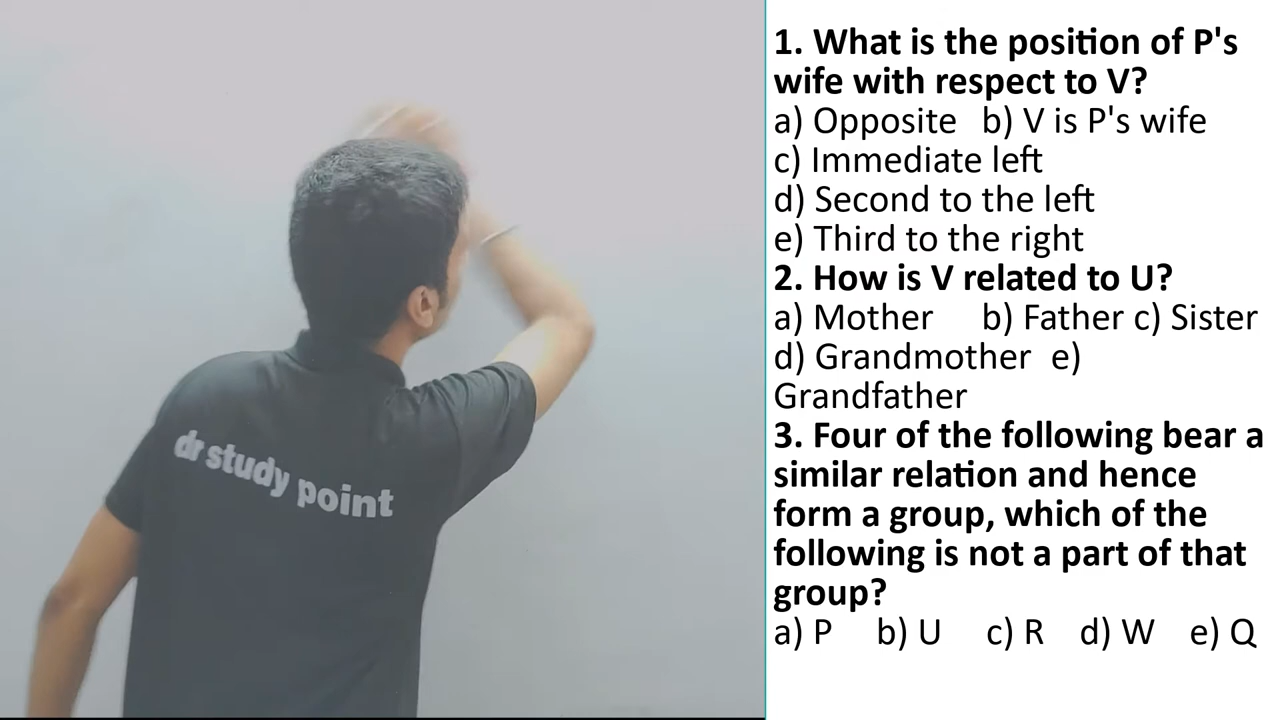 dr study point
1. What is the position of P's
wife with respect to V?
a) Opposite b) V is P's wife
c) Immediate left
d) Second to the left
e) Third to the right
2. How is V related to U?
a) Mother b) Father c) Sister
d) Grandmother e)
Grandfather
3. Four of the following bear a
similar relation and hence
form a group, which of the
following is not a part of that
group?
a) P b) U c) R d) W e) Q